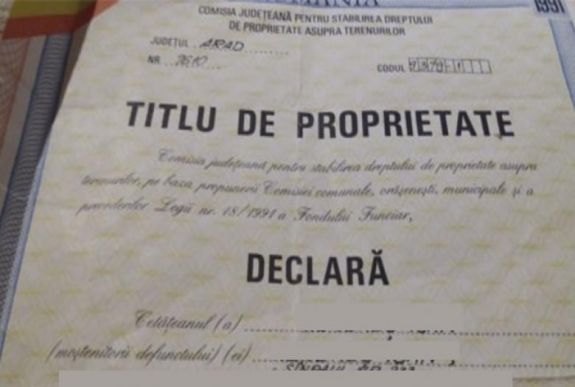 1991
COMISIA JUDEȚEANĂ PENTRU STABILIREA DREPTULUI
DE PROPRIETATE ASUPRA TERENURILOR
JUDEȚUL ARAD
NR.
CODUL
TITLU DE PROPRIETATE
Comisia județeană pentru stabilirea dreptului de proprietate asupra
terenurilor, pe baza propunerii Comisiei comunale, orășenești, municipale și a
prevederilor Legii nr. 18/1991 a Fondului Funciar,
DECLARĂ
Cetățeanul (a)
(moștenitorii defunctului) (ei)